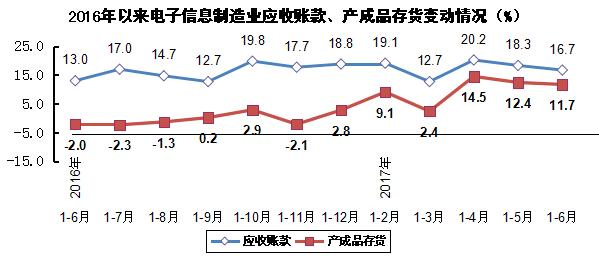 2016年以来电子信息制造业应收账款、产成品存货变动情况（%）
25.0
15.0
5.0
-5.0
-15.0
13.0 17.0 14.7 12.7 19.8 17.7 18.8 19.1 12.7 20.2 18.3 16.7
-2.0 -2.3 -1.3 0.2 2.9 -2.1 2.8 9.1 2.4 14.5 12.4 11.7
2016年 2017年
1-6月 1-7月 1-8月 1-9月 1-10月 1-11月 1-12月 1-2月 1-3月 1-4月 1-5月 1-6月
应收账款 产成品存货